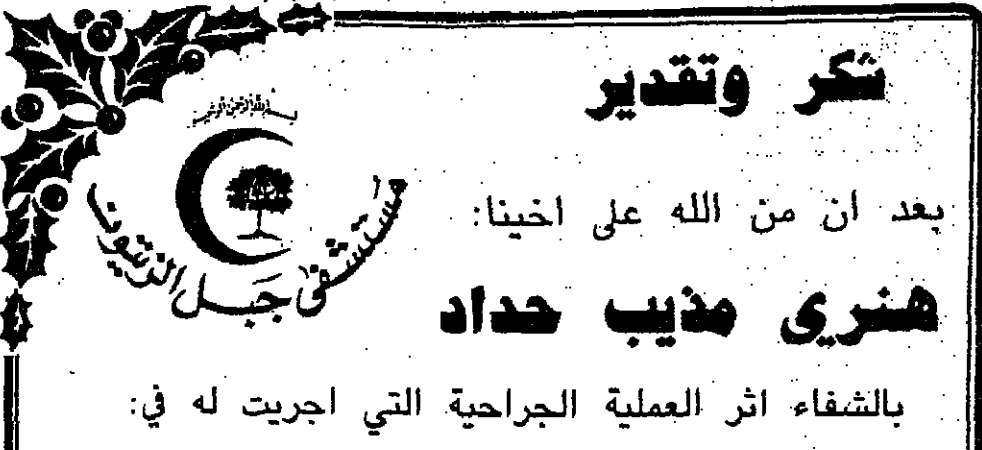 شكر وتقدير
بسم الله الرحمن الرحيم
مستشفى جبل الزيتون
بعد ان من الله على اخينا:
هنري مذيب حداد
بالشفاء اثر العملية الجراحية التي اجريت له في: